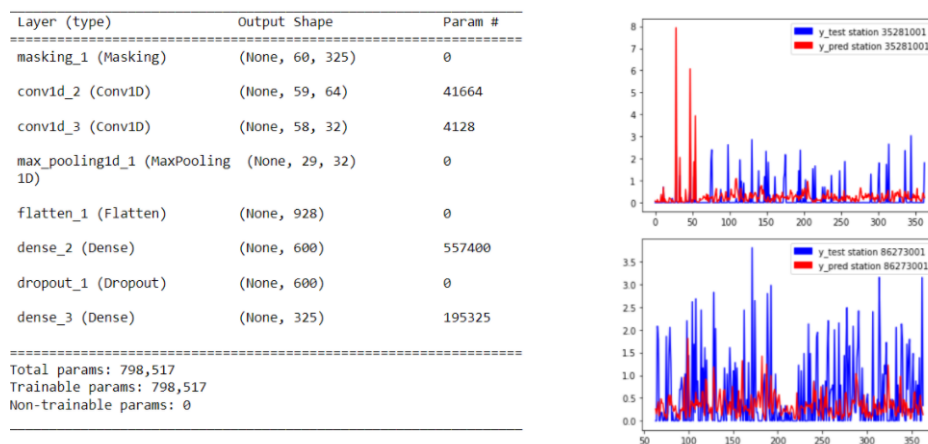 Layer (type) Output Shape Param #
masking_1 (Masking) (None, 60, 325) 0
conv1d_2 (Conv1D) (None, 59, 64) 41664
conv1d_3 (Conv1D) (None, 58, 32) 4128
max_pooling1d_1 (MaxPooling (None, 29, 32) 0
1D)
flatten_1 (Flatten) (None, 928) 0
dense_2 (Dense) (None, 600) 557400
dropout_1 (Dropout) (None, 600) 0
dense_3 (Dense) (None, 325) 195325
Total params: 798,517
Trainable params: 798,517
Non-trainable params: 0
y_test station 35281001
y_pred station 35281001
8
7
6
5
4
3
2
1
0
0 50 100 150 200 250 300 350
y_test station 86273001
y_pred station 86273001
3.5
3.0
2.5
2.0
1.5
1.0
0.5
0.0
50 100 150 200 250 300 350